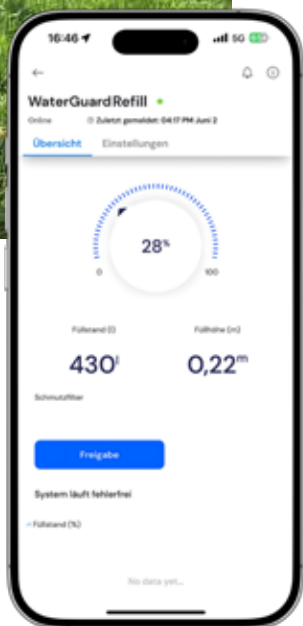 16:46 5G
WaterGuard Refill
Online Zuletzt gemeldet: 04:17 PM Juni 2
Übersicht Einstellungen
28%
0 100
Füllstand (l) Füllhöhe (m)
430l 0,22m
Schmutzfilter
Freigabe
System läuft fehlerfrei
Füllstand (%)
No data yet...